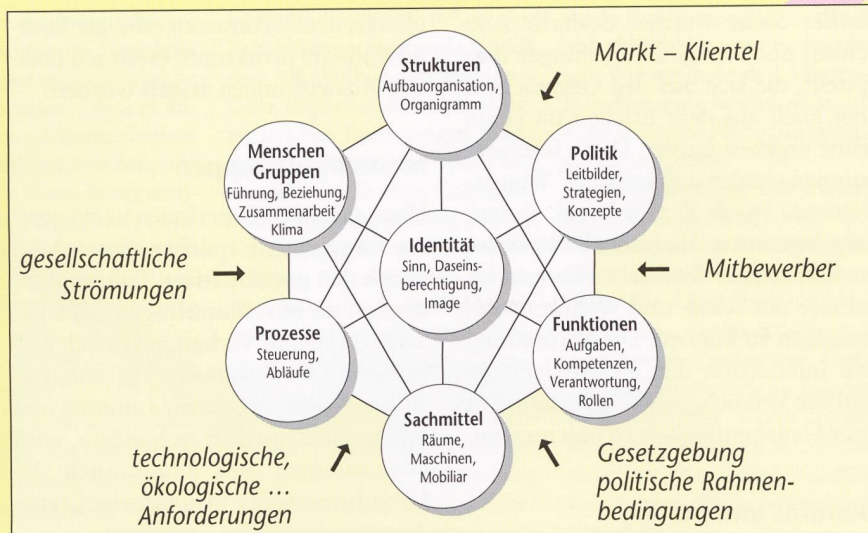 Strukturen
Aufbauorganisation,
Organigramm
Markt – Klientel
Menschen
Gruppen
Führung, Beziehung,
Zusammenarbeit
Klima
Politik
Leitbilder,
Strategien,
Konzepte
Identität
Sinn, Daseins-
berechtigung,
Image
gesellschaftliche
Strömungen
Mitbewerber
Prozesse
Steuerung,
Abläufe
Funktionen
Aufgaben,
Kompetenzen,
Verantwortung,
Rollen
Sachmittel
Räume,
Maschinen,
Mobiliar
technologische,
ökologische ...
Anforderungen
Gesetzgebung
politische Rahmen-
bedingungen